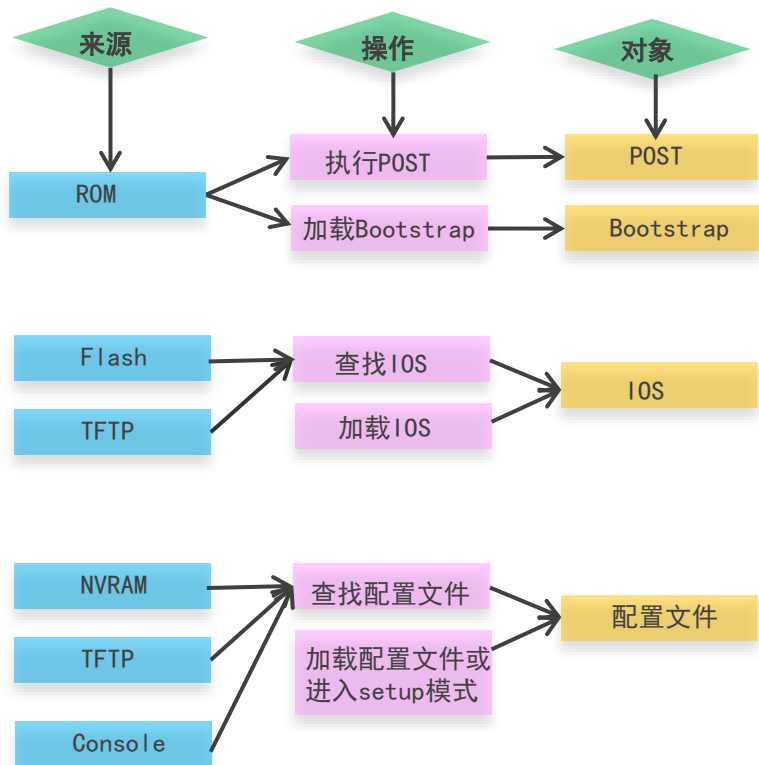 来源
操作
对象
ROM
执行POST
POST
加载Bootstrap
Bootstrap
Flash
查找IOS
IOS
TFTP
加载IOS
NVRAM
查找配置文件
配置文件
TFTP
加载配置文件或
进入setup模式
Console